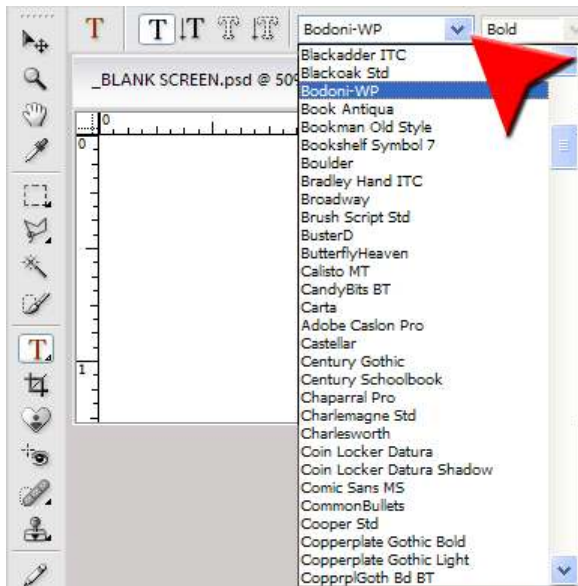 T T T T T Bodoni-WP Bold
_BLANK SCREEN.psd @ 50%
0
0
1
T
Blackadder ITC
Blackoak Std
Bodoni-WP
Book Antiqua
Bookman Old Style
Bookshelf Symbol 7
Boulder
Bradley Hand ITC
Broadway
Brush Script Std
BusterD
ButterflyHeaven
Calisto MT
CandyBits BT
Carta
Adobe Caslon Pro
Castellar
Century Gothic
Century Schoolbook
Chaparral Pro
Charlemagne Std
Charlesworth
Coin Locker Datura
Coin Locker Datura Shadow
Comic Sans MS
CommonBullets
Cooper Std
Copperplate Gothic Bold
Copperplate Gothic Light
CopprplGoth Bd BT